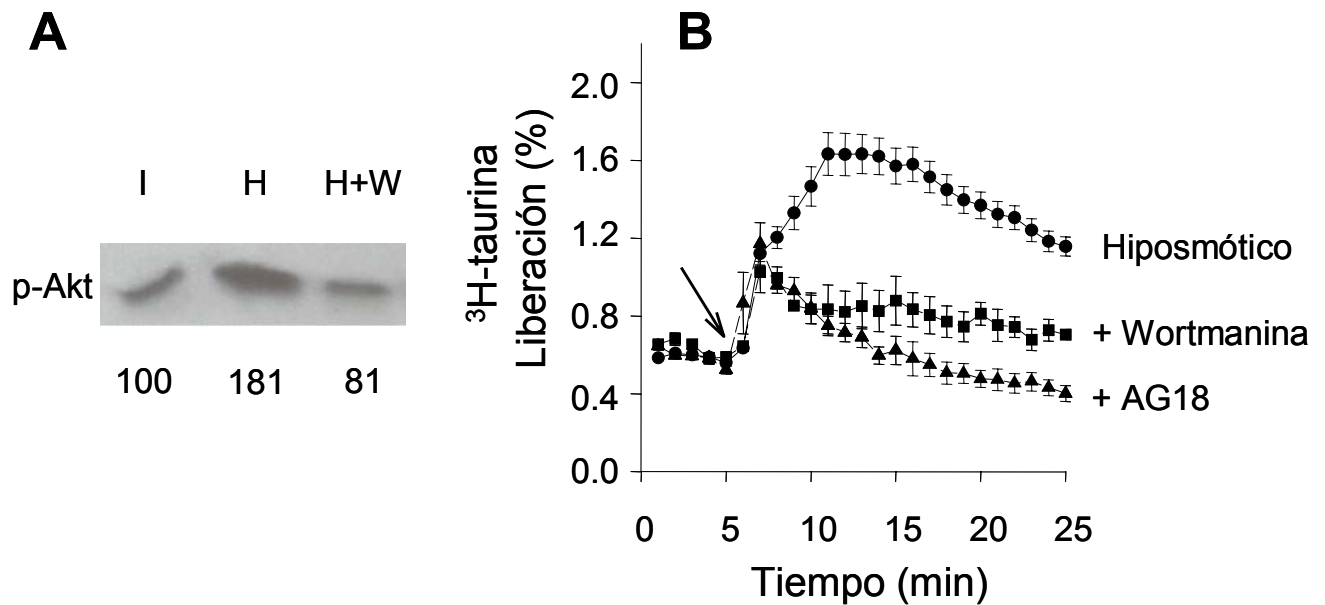 A
I H H+W
p-Akt
100 181 81
B
³H-taurina
Liberación (%)
2.0
1.6
1.2
0.8
0.4
0.0
0 5 10 15 20 25
Tiempo (min)
Hiposmótico
+ Wortmanina
+ AG18